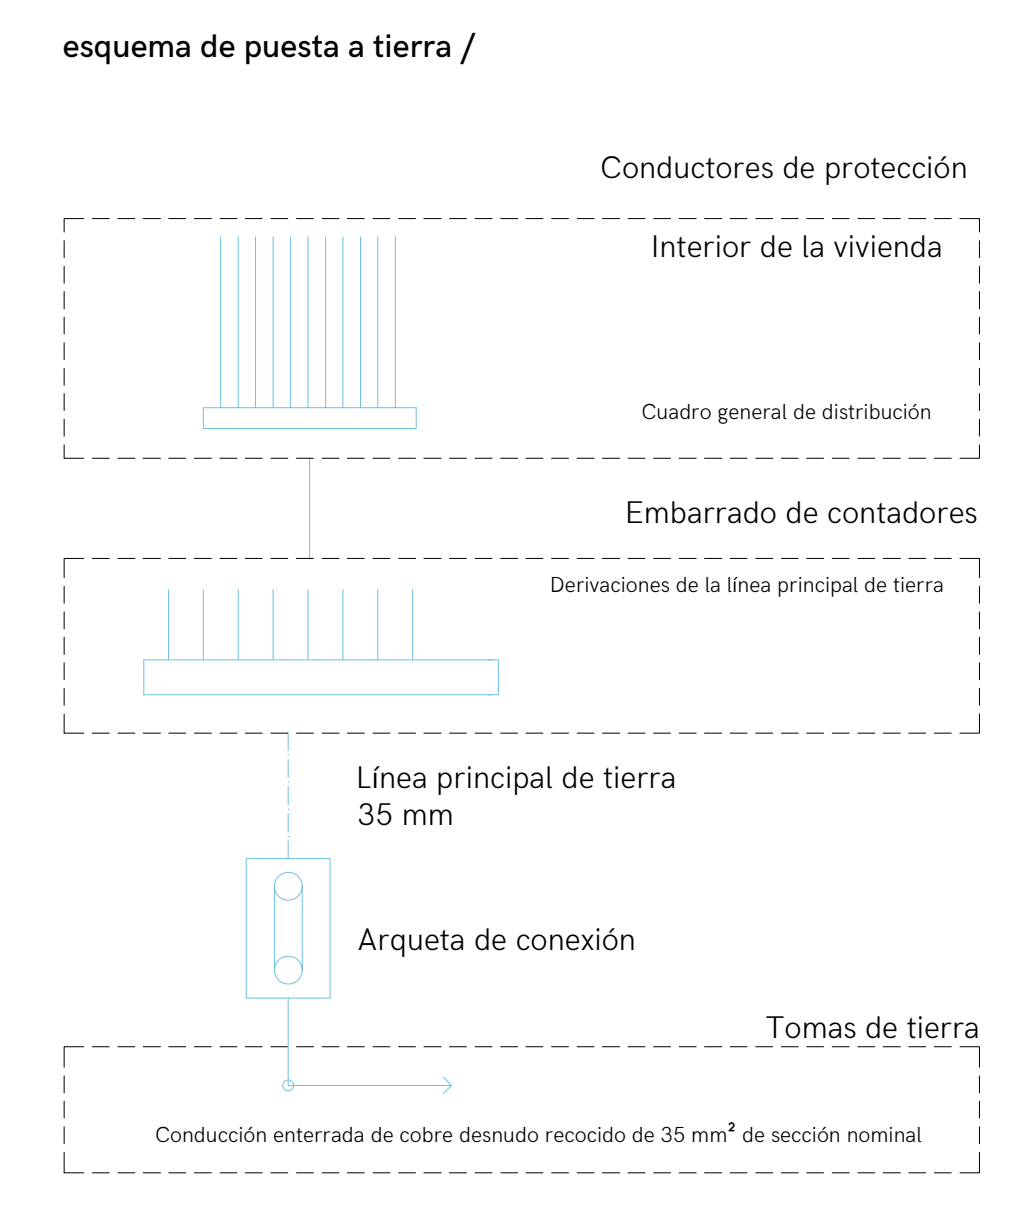 esquema de puesta a tierra /
Conductores de protección
Interior de la vivienda
Cuadro general de distribución
Embarrado de contadores
Derivaciones de la línea principal de tierra
Línea principal de tierra
35 mm
Arqueta de conexión
Tomas de tierra
Conducción enterrada de cobre desnudo recocido de 35 mm² de sección nominal